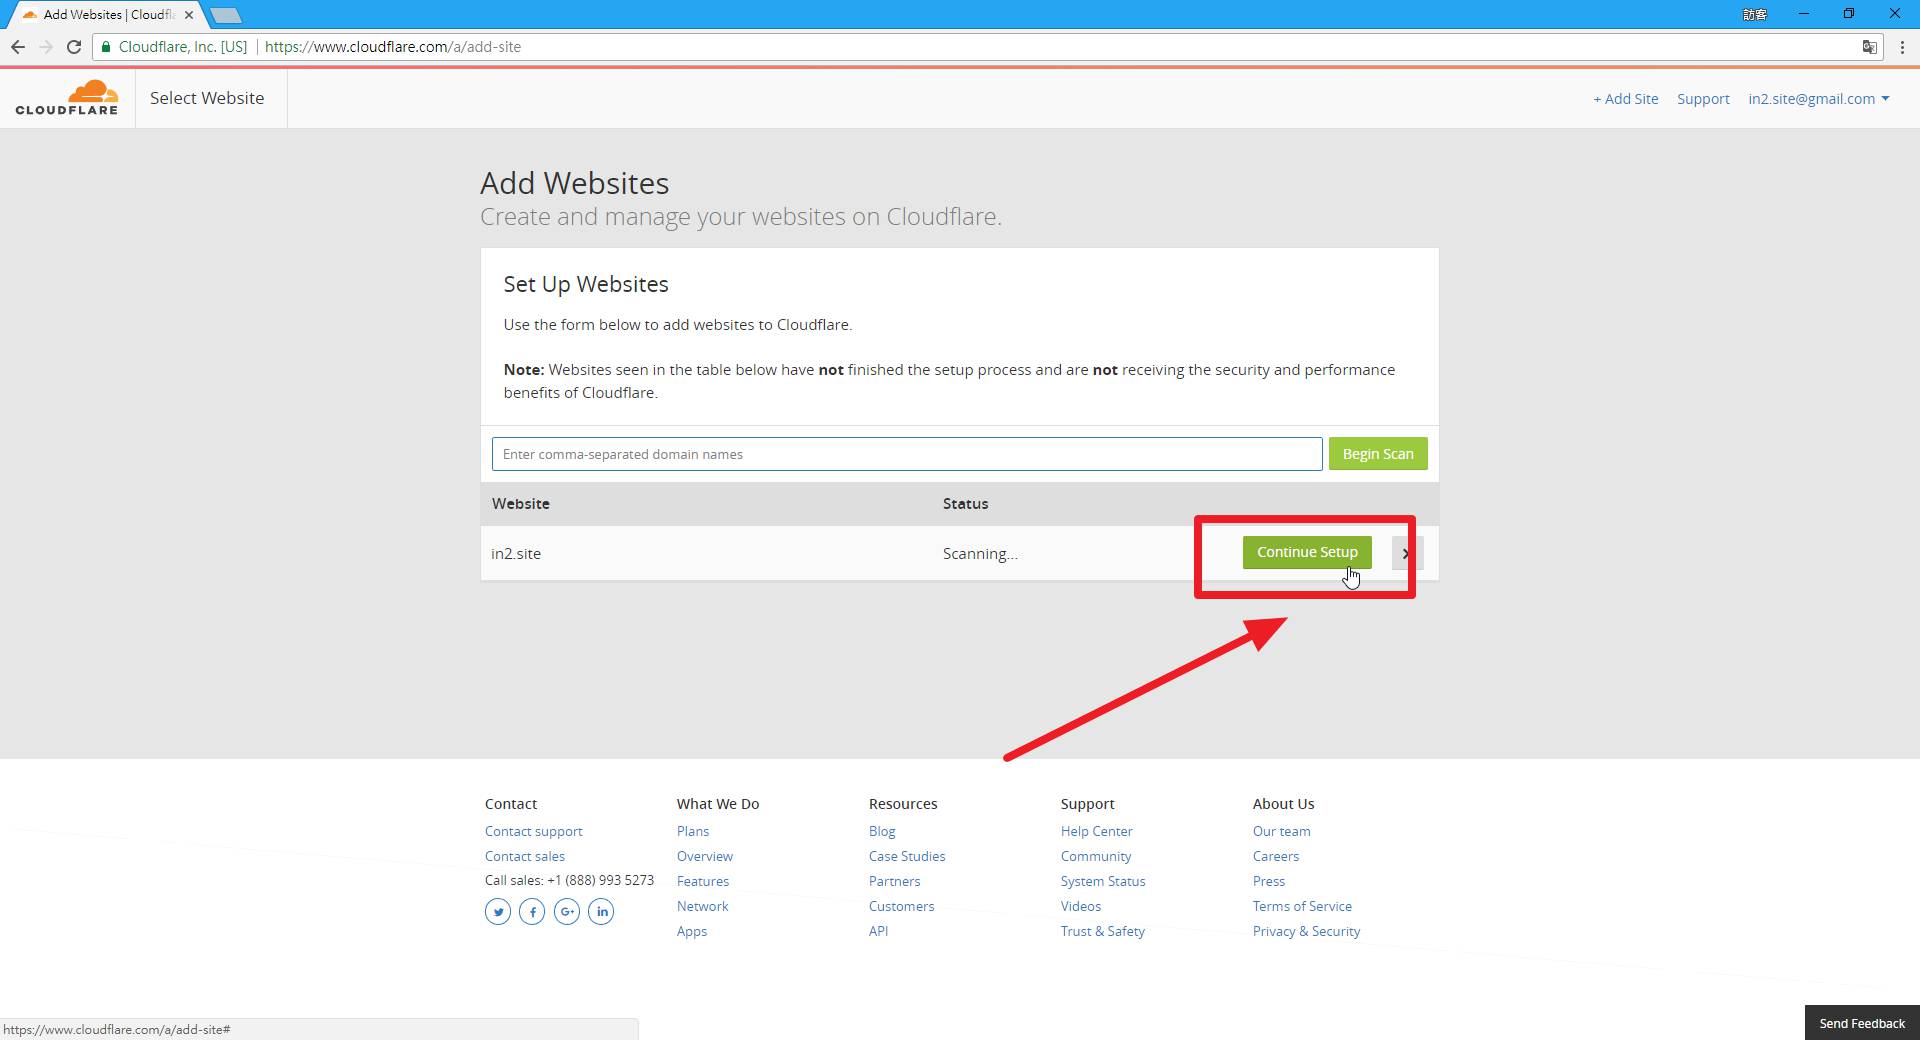 Add Websites | Cloudfla
訪客
Cloudflare, Inc. [US] | https://www.cloudflare.com/a/add-site
CLOUDFLARE
Select Website
+ Add Site
Support
in2.site@gmail.com
Add Websites
Create and manage your websites on Cloudflare.
Set Up Websites
Use the form below to add websites to Cloudflare.
Note: Websites seen in the table below have not finished the setup process and are not receiving the security and performance
benefits of Cloudflare.
Enter comma-separated domain names
Begin Scan
Website
Status
in2.site
Scanning...
Continue Setup
Contact
Contact support
Contact sales
Call sales: +1 (888) 993 5273
What We Do
Plans
Overview
Features
Network
Apps
Resources
Blog
Case Studies
Partners
Customers
API
Support
Help Center
Community
System Status
Videos
Trust & Safety
About Us
Our team
Careers
Press
Terms of Service
Privacy & Security
https://www.cloudflare.com/a/add-site#
Send Feedback